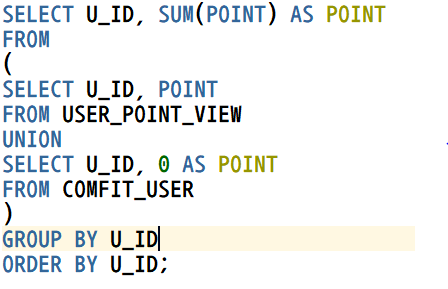 SELECT U_ID, SUM(POINT) AS POINT
FROM
(
SELECT U_ID, POINT
FROM USER_POINT_VIEW
UNION
SELECT U_ID, 0 AS POINT
FROM COMFIT_USER
)
GROUP BY U_ID
ORDER BY U_ID;